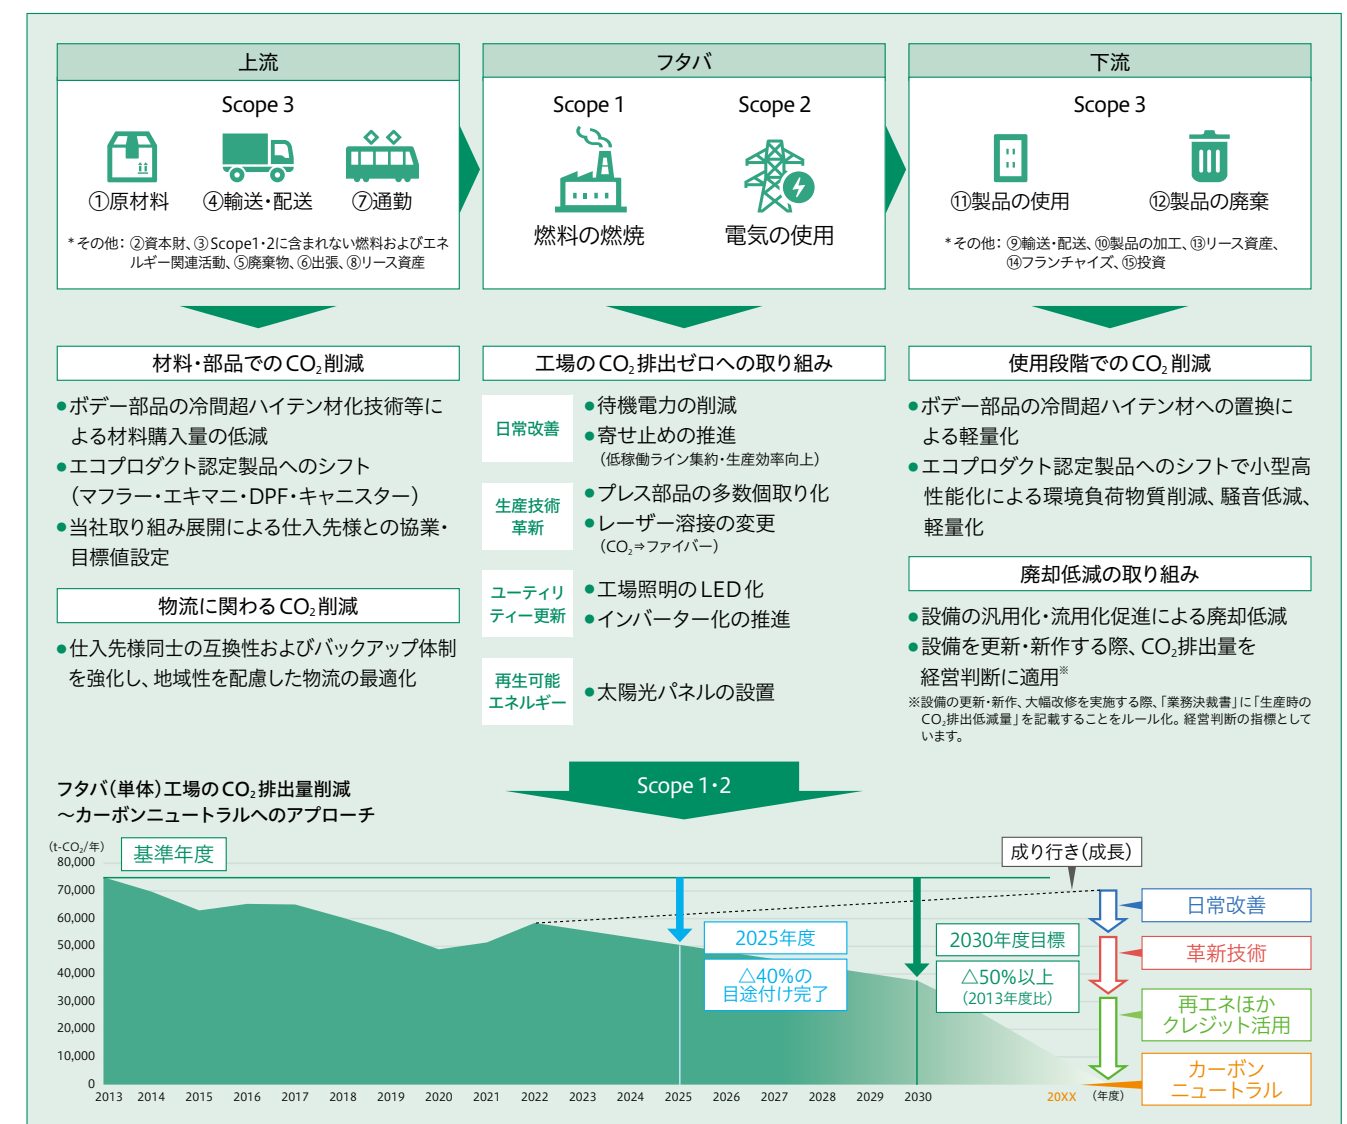 上流
Scope 3
①原材料
④輸送・配送
⑦通勤
*その他：②資本財、③Scope1・2に含まれない燃料およびエネ
ルギー関連活動、⑤廃棄物、⑥出張、⑧リース資産
フタバ
Scope 1
燃料の燃焼
Scope 2
電気の使用
下流
Scope 3
⑪製品の使用
⑫製品の廃棄
*その他：⑨輸送・配送、⑩製品の加工、⑬リース資産、
⑭フランチャイズ、⑮投資
材料・部品でのCO₂削減
●ボデー部品の冷間超ハイテン材化技術等に
よる材料購入量の低減
●エコプロダクト認定製品へのシフト
（マフラー・エキマニ・DPF・キャニスター）
●当社取り組み展開による仕入先様との協業・
目標値設定
物流に関わるCO₂削減
●仕入先様同士の互換性およびバックアップ体制
を強化し、地域性を配慮した物流の最適化
工場のCO₂排出ゼロへの取り組み
日常改善
●待機電力の削減
●寄せ止めの推進
（低稼働ライン集約・生産効率向上）
生産技術
革新
●プレス部品の多数個取り化
●レーザー溶接の変更
（CO₂⇒ファイバー）
ユーティリ
ティー更新
●工場照明のLED化
●インバーター化の推進
再生可能
エネルギー
●太陽光パネルの設置
使用段階でのCO₂削減
●ボデー部品の冷間超ハイテン材への置換に
よる軽量化
●エコプロダクト認定製品へのシフトで小型高
性能化による環境負荷物質削減、騒音低減、
軽量化
廃却低減の取り組み
●設備の汎用化・流用化促進による廃却低減
●設備を更新・新作する際、CO₂排出量を
経営判断に適用※
※設備の更新・新作、大幅改修を実施する際、「業務決裁書」に「生産時の
CO₂排出低減量」を記載することをルール化。経営判断の指標として
います。
Scope 1・2
フタバ（単体）工場のCO₂排出量削減
～カーボンニュートラルへのアプローチ
（t-CO₂/年）
80,000
70,000
60,000
50,000
40,000
30,000
20,000
10,000
0
基準年度
2025年度
△40%の
目途付け完了
2030年度目標
△50%以上
（2013年度比）
成り行き（成長）
日常改善
革新技術
再エネほか
クレジット活用
カーボン
ニュートラル
2013 2014 2015 2016 2017 2018 2019 2020 2021 2022 2023 2024 2025 2026 2027 2028 2029 2030 20XX （年度）